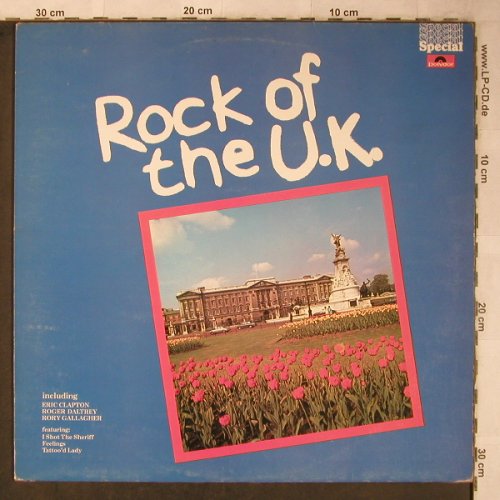 30 cm
20 cm
10 cm
SPECIAL
Special
Polydor
www.LP-CD.de
10 cm
20 cm
30 cm
Rock of
the U.K.
including
ERIC CLAPTON
ROGER DALTREY
RORY GALLAGHER
featuring:
I Shot The Sheriff
Feelings
Tattoo'd Lady